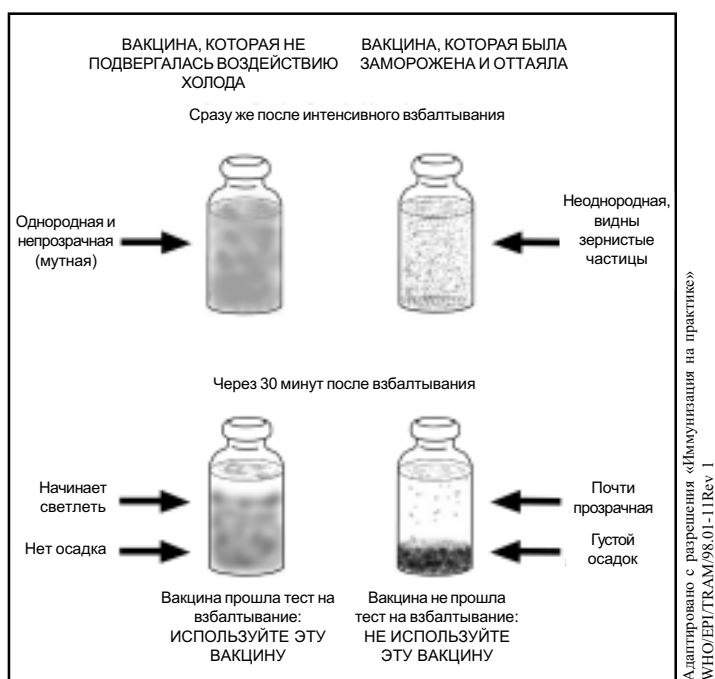 ВАКЦИНА, КОТОРАЯ НЕ
ПОДВЕРГАЛАСЬ ВОЗДЕЙСТВИЮ
ХОЛОДА
ВАКЦИНА, КОТОРАЯ БЫЛА
ЗАМОРОЖЕНА И ОТТАЯЛА
Сразу же после интенсивного взбалтывания
Однородная и
непрозрачная
(мутная)
Неоднородная,
видны
зернистые
частицы
Через 30 минут после взбалтывания
Начинает
светлеть
Нет осадка
Почти
прозрачная
Густой
осадок
Вакцина прошла тест на
взбалтывание:
ИСПОЛЬЗУЙТЕ ЭТУ
ВАКЦИНУ
Вакцина не прошла
тест на взбалтывание:
НЕ ИСПОЛЬЗУЙТЕ
ЭТУ ВАКЦИНУ
Адаптировано с разрешения «Иммунизация на практике»
WHO/EPI/TRAM/98.01-11Rev 1